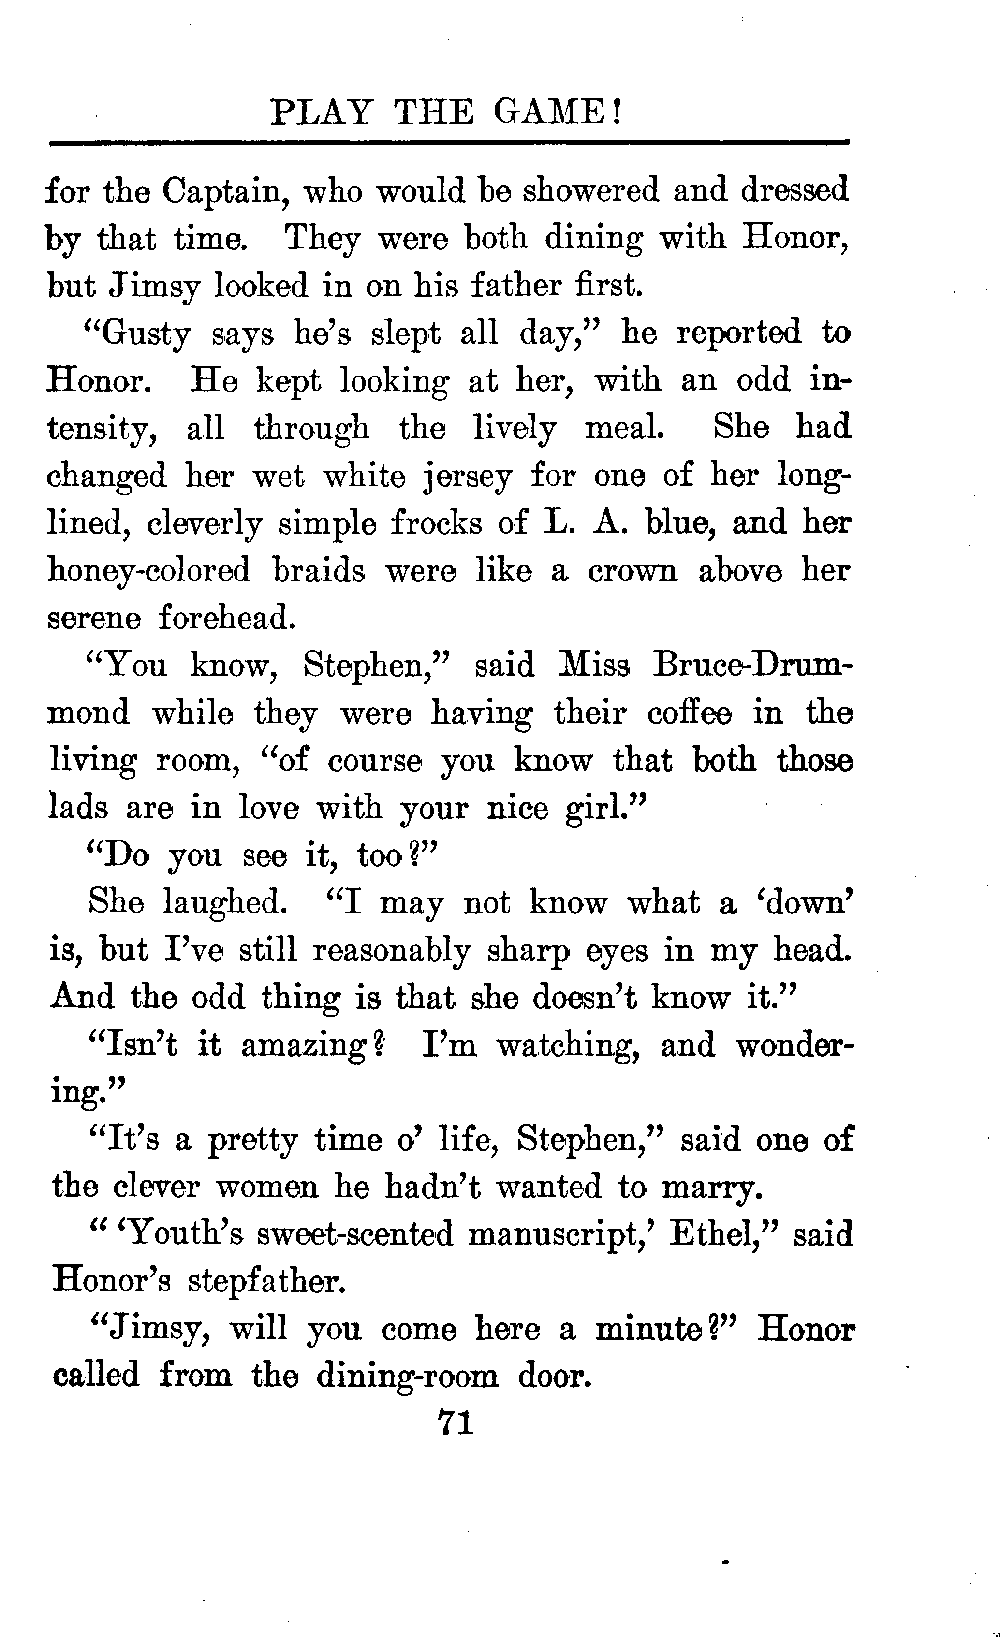 PLAY THE GAME!
for the Captain, who would be showered and dressed
by that time. They were both dining with Honor,
but Jimsy looked in on his father first.
“Gusty says he’s slept all day,” he reported to
Honor. He kept looking at her, with an odd in-
tensity, all through the lively meal. She had
changed her wet white jersey for one of her long-
lined, cleverly simple frocks of L. A. blue, and her
honey-colored braids were like a crown above her
serene forehead.
“You know, Stephen,” said Miss Bruce-Drum-
mond while they were having their coffee in the
living room, “of course you know that both those
lads are in love with your nice girl.”
“Do you see it, too?”
She laughed. “I may not know what a ‘down’
is, but I’ve still reasonably sharp eyes in my head.
And the odd thing is that she doesn’t know it.”
“Isn’t it amazing? I’m watching, and wonder-
ing.”
“It’s a pretty time o’ life, Stephen,” said one of
the clever women he hadn’t wanted to marry.
“ ‘Youth’s sweet-scented manuscript,’ Ethel,” said
Honor’s stepfather.
“Jimsy, will you come here a minute?” Honor
called from the dining-room door.
71